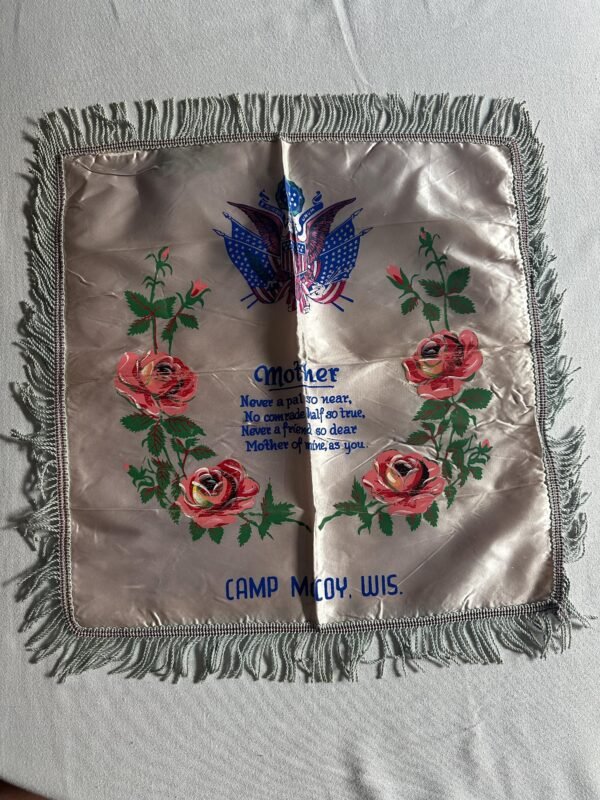 Mother
Never a pal so near,
No comrade half so true,
Never a friend so dear
Mother of mine, as you.
CAMP McCOY, WIS.